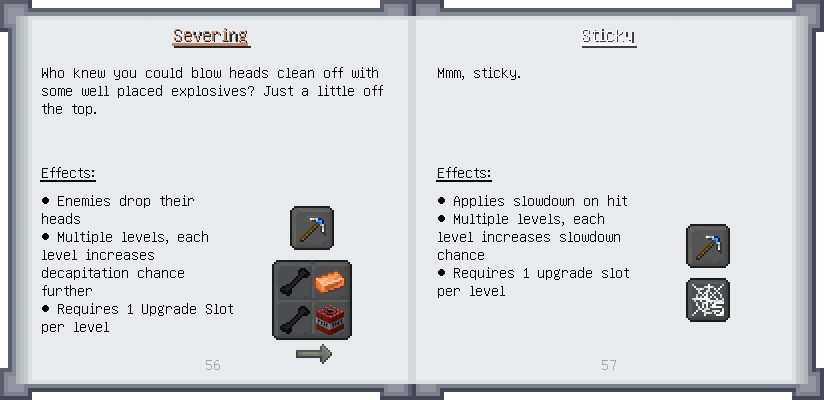 Severing
Who knew you could blow heads clean off with
some well placed explosives? Just a little off
the top.
Effects:
● Enemies drop their
heads
● Multiple levels, each
level increases
decapitation chance
further
● Requires 1 Upgrade Slot
per level
56
Sticky
Mmm, sticky.
Effects:
● Applies slowdown on hit
● Multiple levels, each
level increases slowdown
chance
● Requires 1 upgrade slot
per level
57